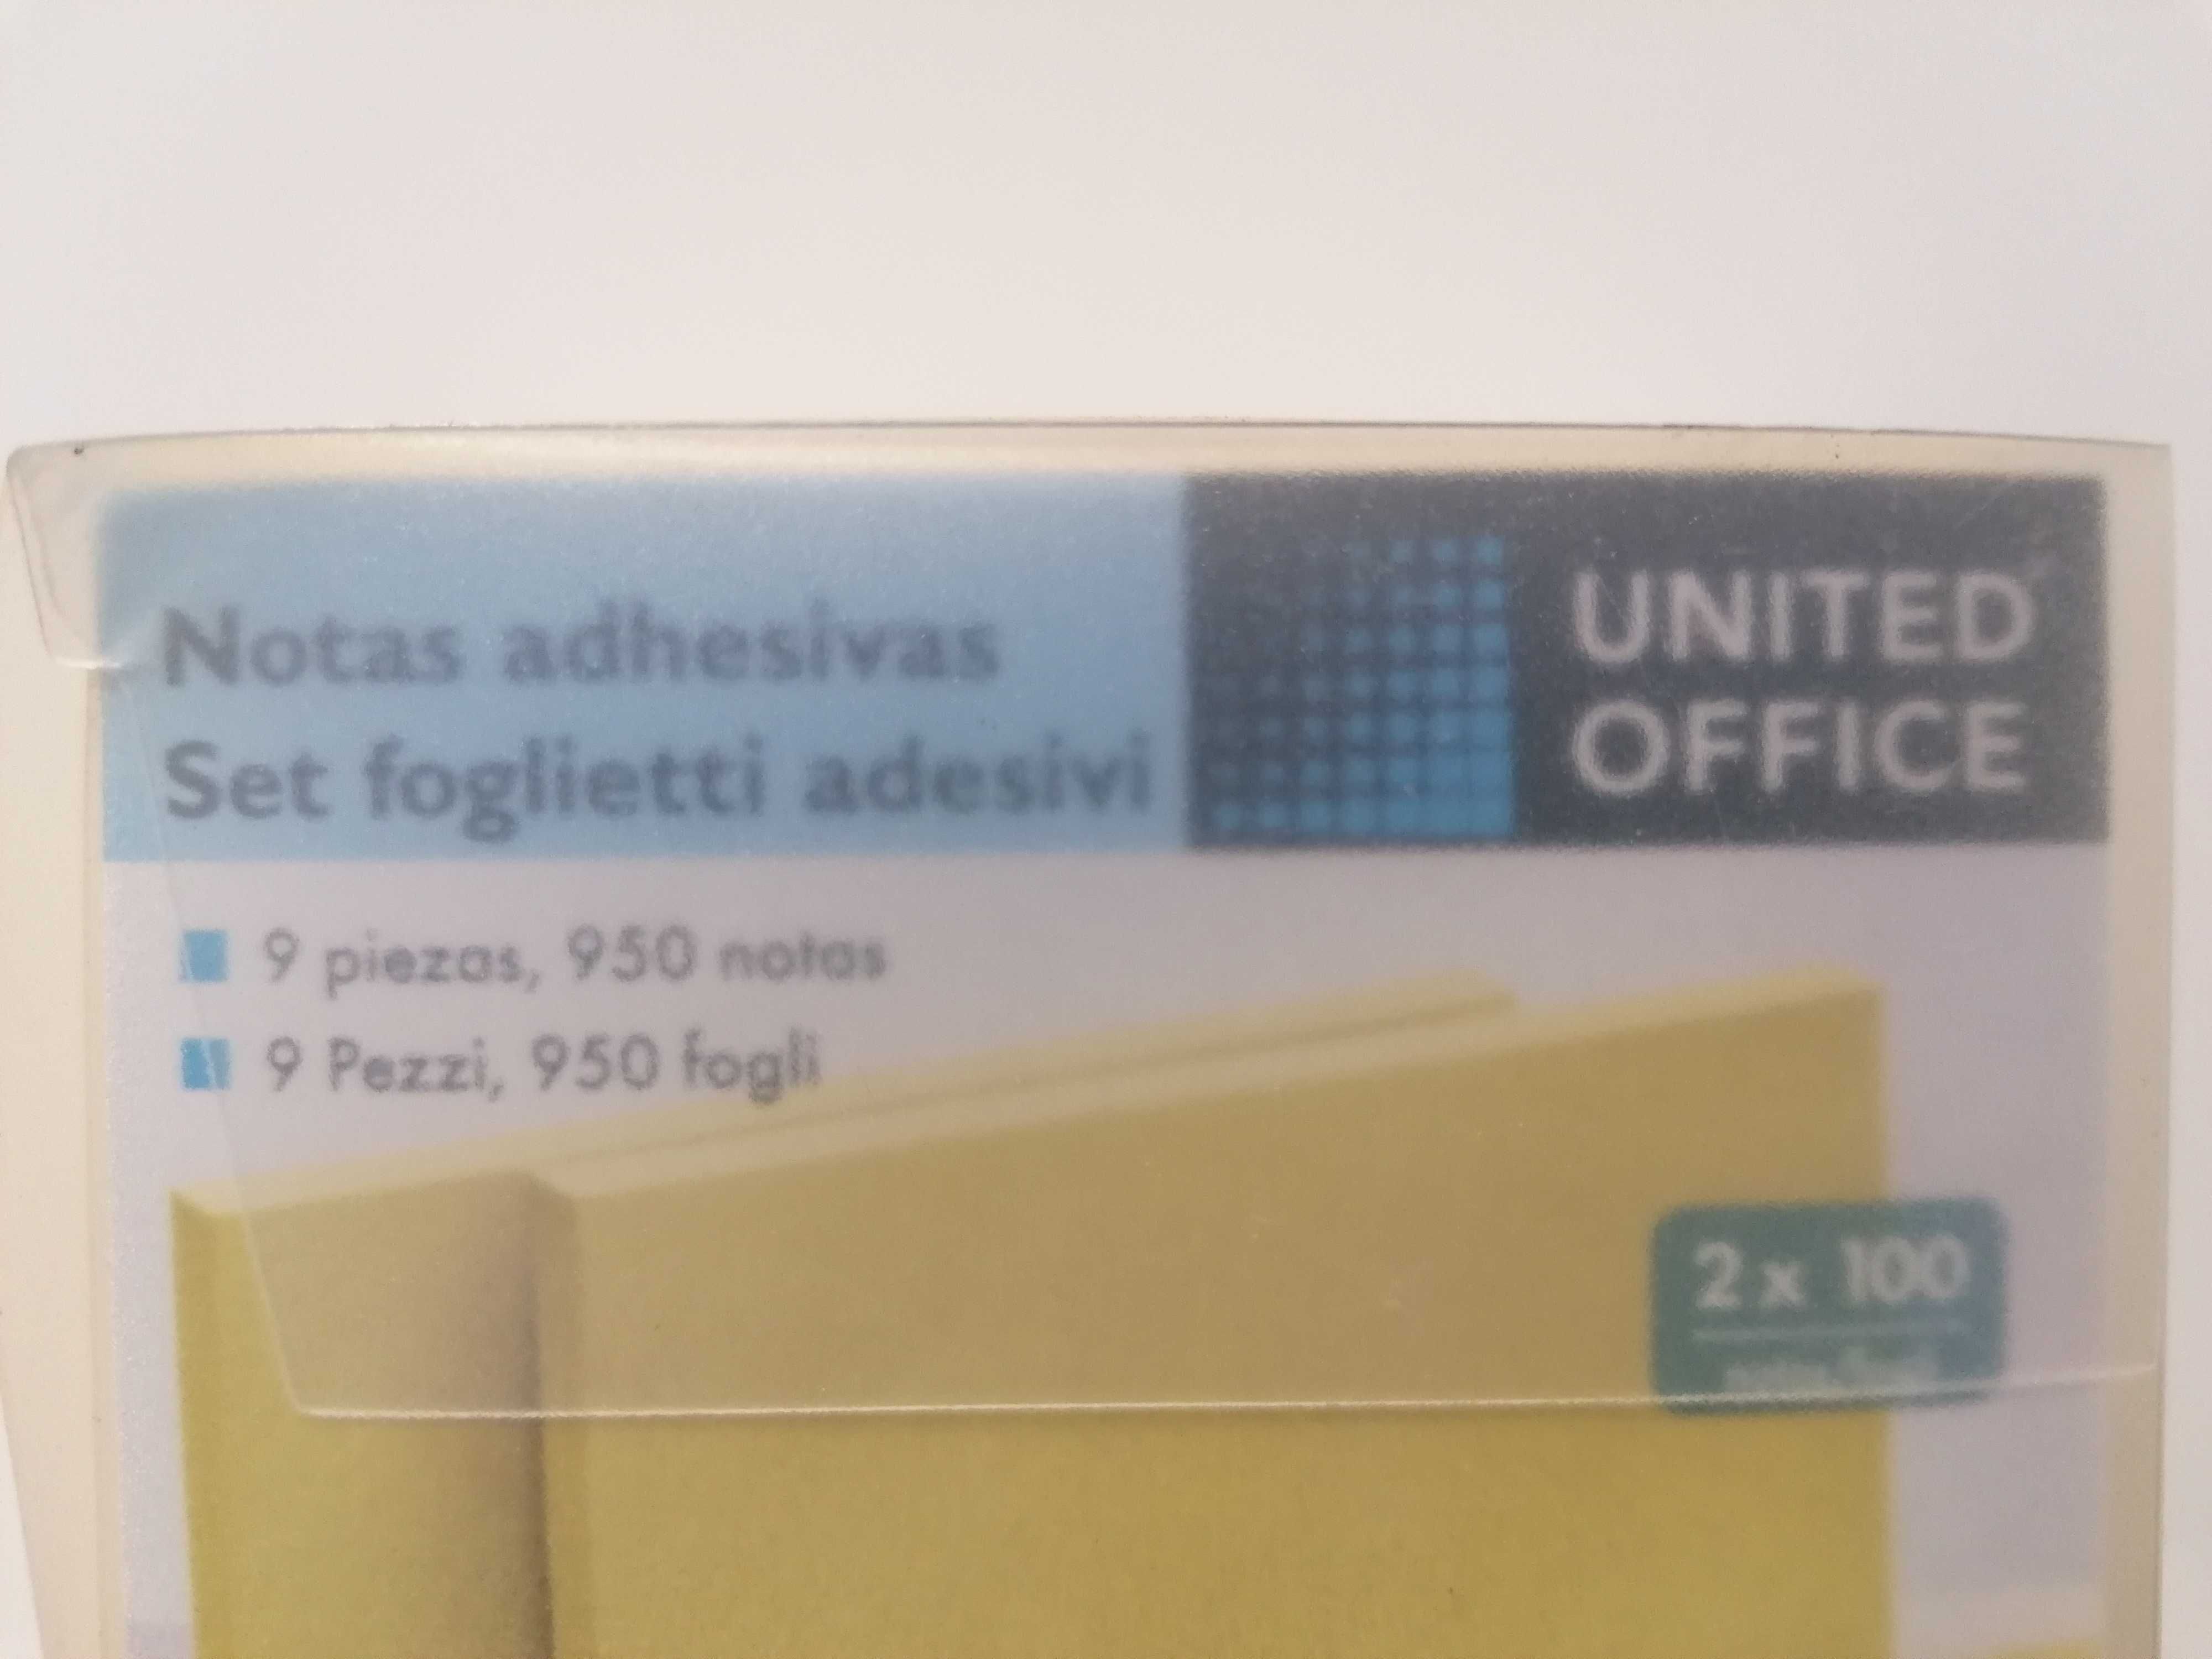 Notas adhesivas
Set foglietti adesivi
UNITED
OFFICE
9 piezas, 950 notas
9 Pezzi, 950 fogli
2 x 100